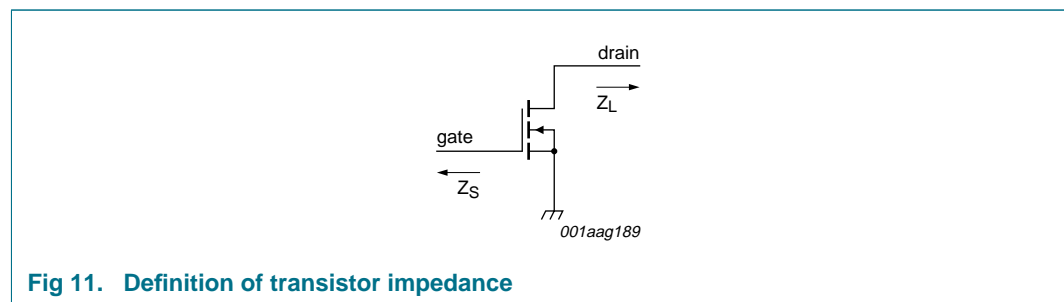 drain
Z_L
gate
Z_S
001aag189
Fig 11. Definition of transistor impedance